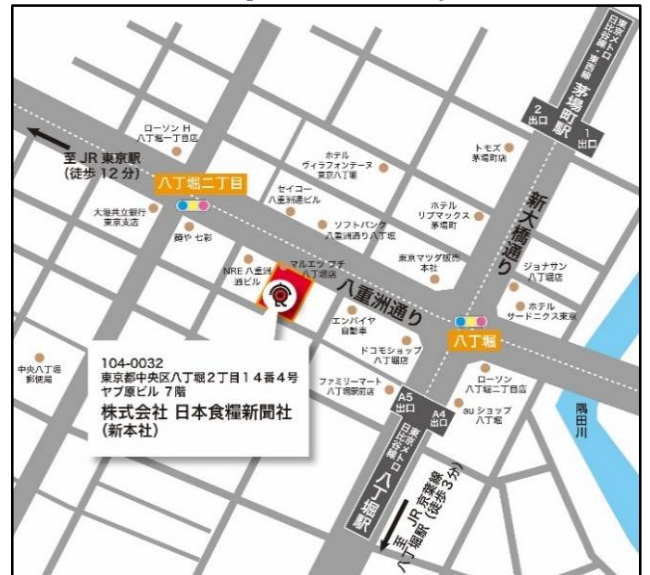 東京メトロ
日比谷線・東西線
茅場町駅
2
出口
1
出口
ローソン H
八丁堀一丁目店
至 JR 東京駅
(徒歩 12 分)
八丁堀二丁目
大垣共立銀行
東京支店
麺や 七彩
ホテル
ヴィラフォンテーヌ
東京八丁堀
セイコー
八重洲通ビル
ソフトバンク
八重洲通り八丁堀
トモズ
茅場町店
ホテル
リブマックス
茅場町
新大橋通り
東京マツダ販売
本社
ジョナサン
八丁堀店
ホテル
サードニクス東京
NRE 八重洲
通ビル
マルエツ プチ
八丁堀店
八重洲通り
エンパイヤ
自動車
ドコモショップ
八丁堀店
八丁堀
中央八丁堀
郵便局
104-0032
東京都中央区八丁堀2丁目14番4号
ヤブ原ビル 7階
株式会社 日本食糧新聞社
(新本社)
ファミリーマート
八丁堀駅前店
A5
出口
A4
出口
ローソン
八丁堀二丁目店
au ショップ
八丁堀
隅田川
東京メトロ
日比谷線
八丁堀駅
至 JR 京葉線
八丁堀駅 (徒歩 3 分)